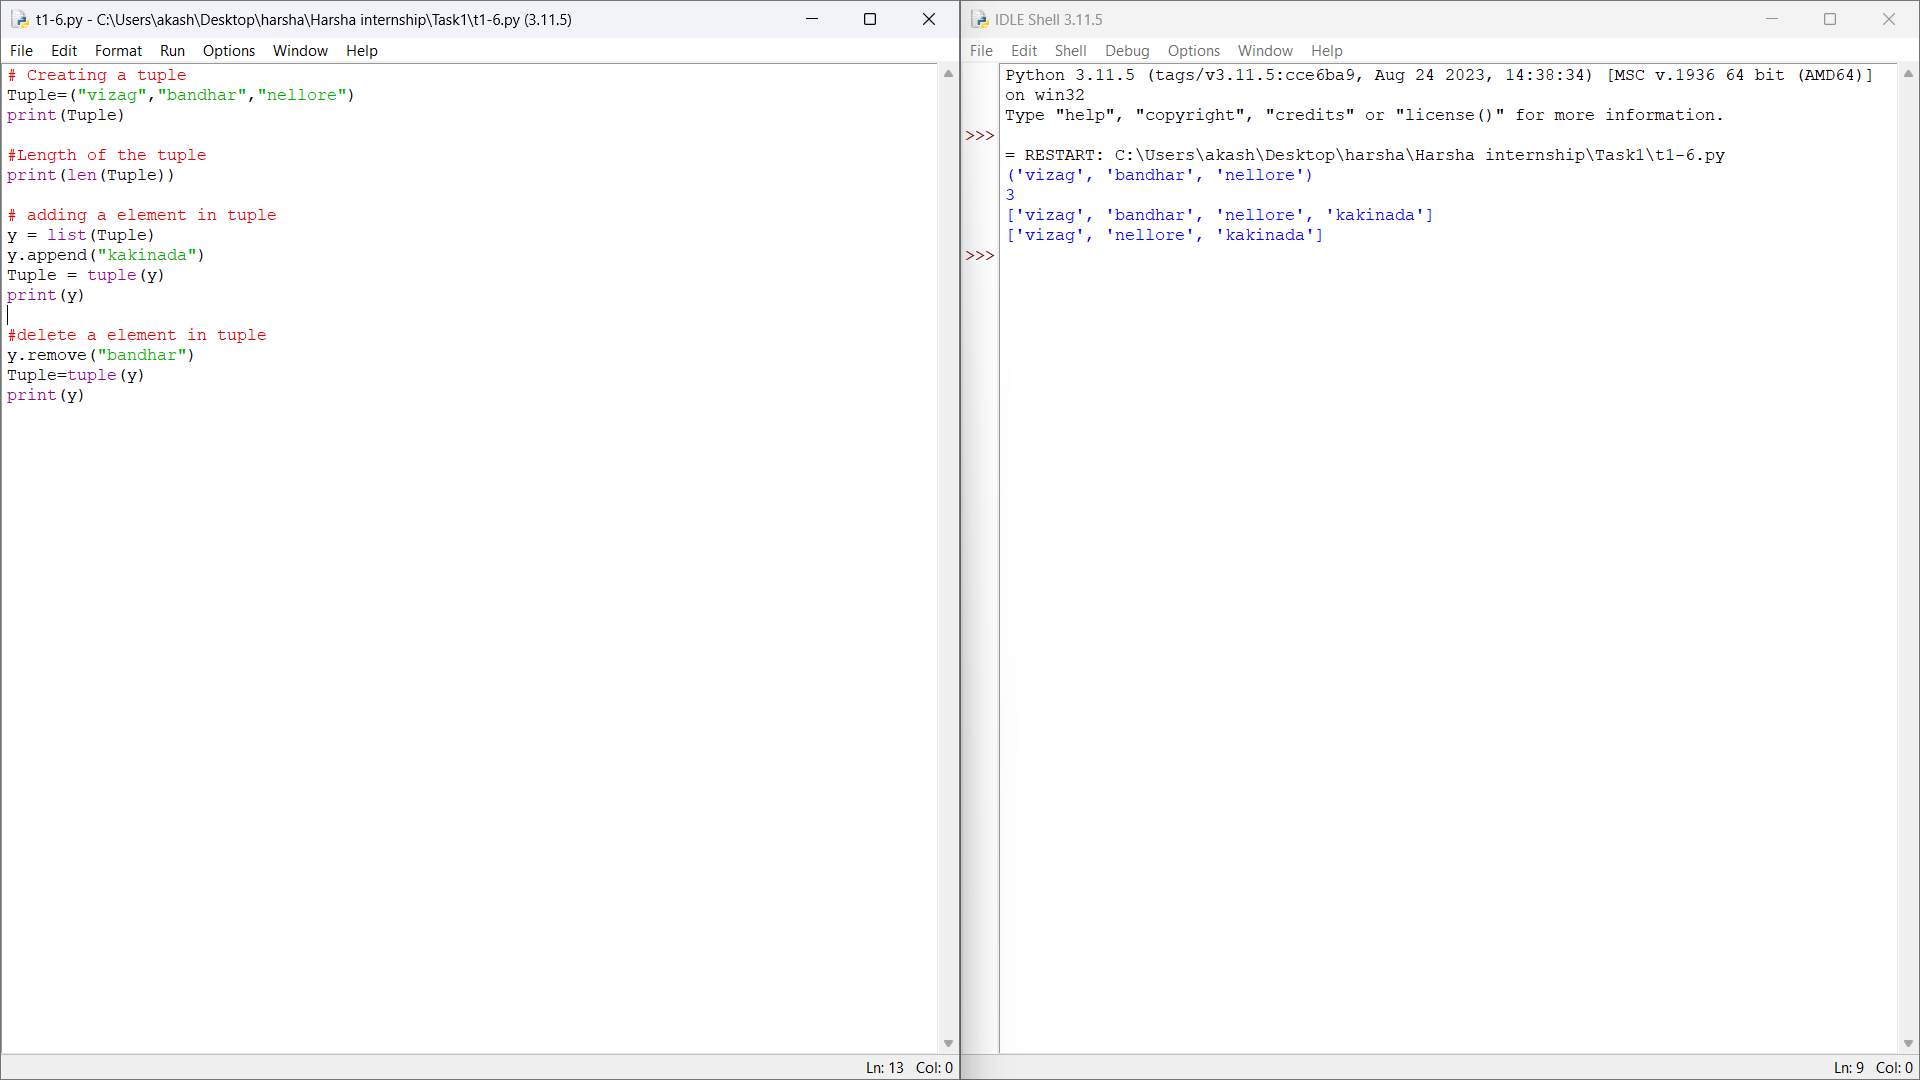 t1-6.py - C:\Users\akash\Desktop\harsha\Harsha internship\Task1\t1-6.py (3.11.5)
File Edit Format Run Options Window Help
# Creating a tuple
Tuple=("vizag","bandhar","nellore")
print(Tuple)
#Length of the tuple
print(len(Tuple))
# adding a element in tuple
y = list(Tuple)
y.append("kakinada")
Tuple = tuple(y)
print(y)
#delete a element in tuple
y.remove("bandhar")
Tuple=tuple(y)
print(y)
Ln: 13 Col: 0
IDLE Shell 3.11.5
File Edit Shell Debug Options Window Help
Python 3.11.5 (tags/v3.11.5:cce6ba9, Aug 24 2023, 14:38:34) [MSC v.1936 64 bit (AMD64)]
on win32
Type "help", "copyright", "credits" or "license()" for more information.
>>>
= RESTART: C:\Users\akash\Desktop\harsha\Harsha internship\Task1\t1-6.py
('vizag', 'bandhar', 'nellore')
3
['vizag', 'bandhar', 'nellore', 'kakinada']
['vizag', 'nellore', 'kakinada']
>>>
Ln: 9 Col: 0